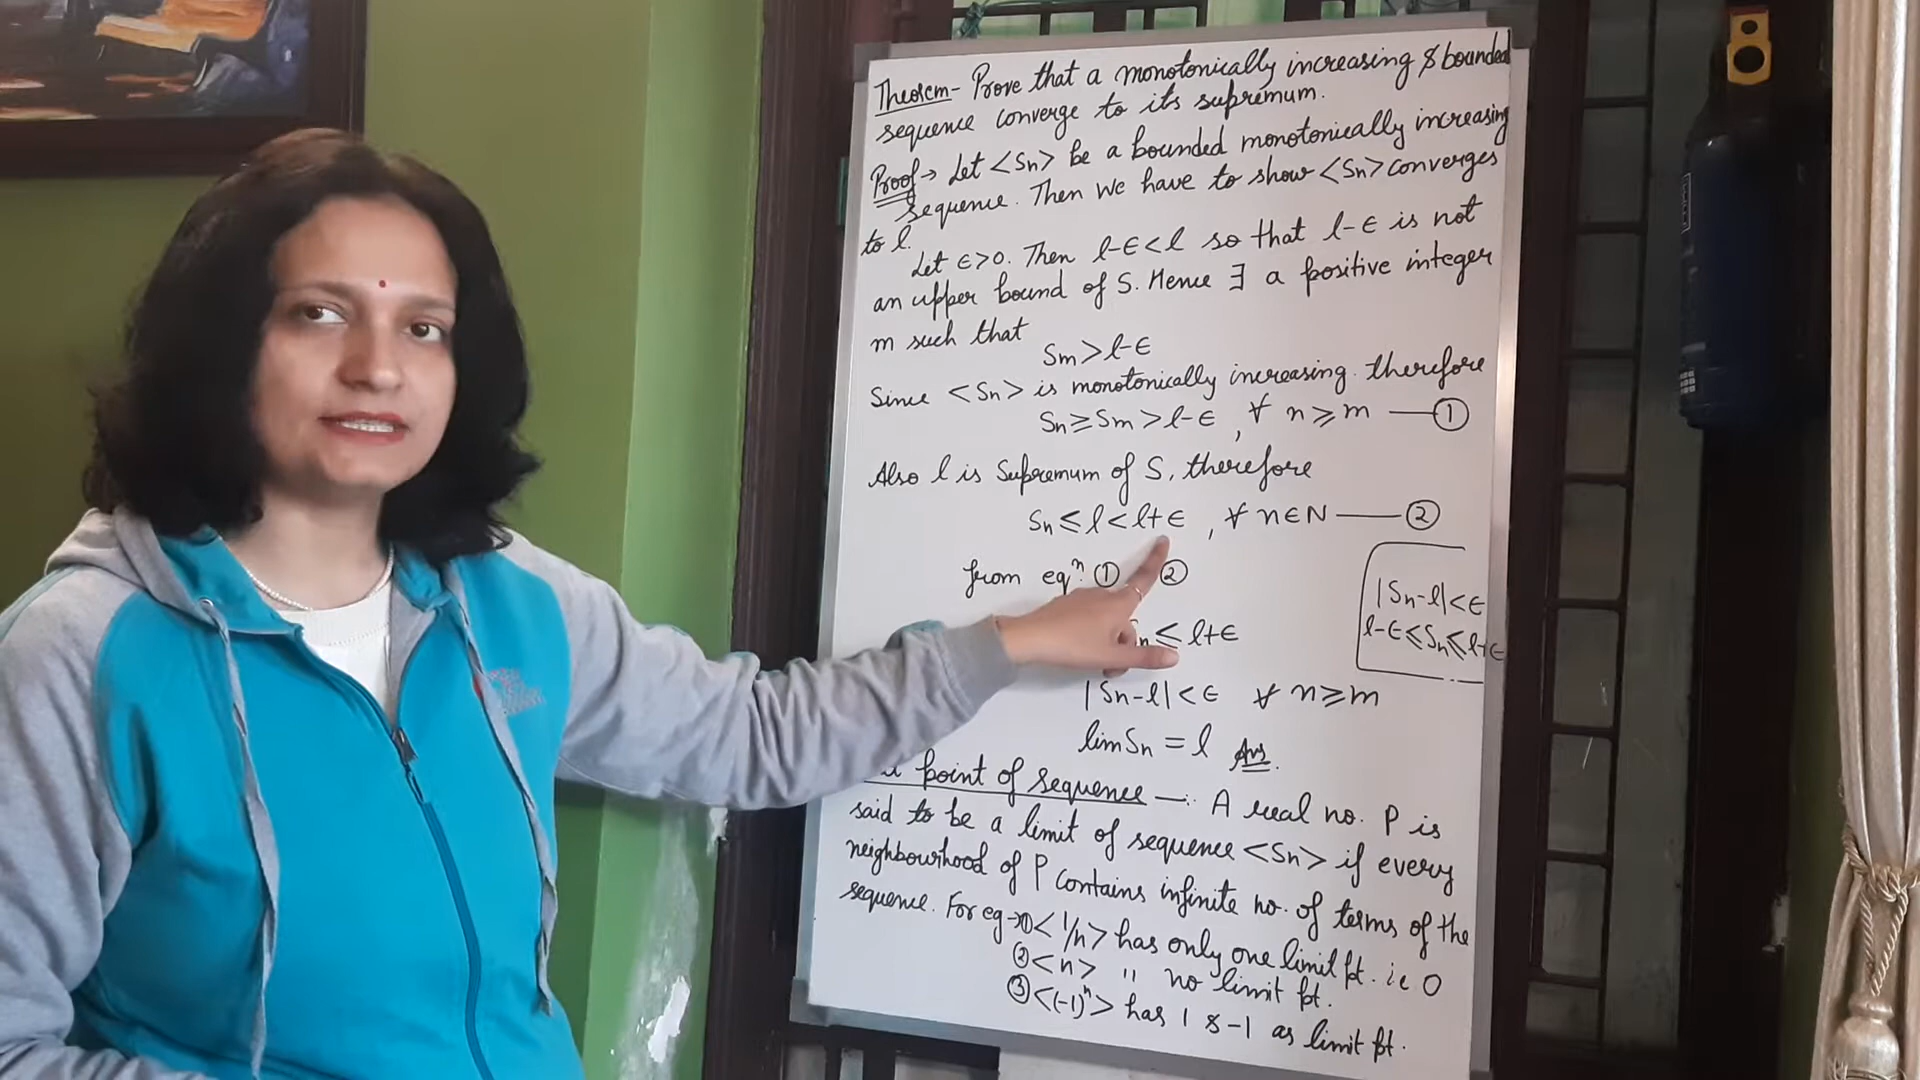 Theorem - Prove that a monotonically increasing & bounded
sequence converge to its supremum.
Proof → Let <Sn> be a bounded monotonically increasing
sequence. Then we have to show <Sn> converges
to l.
Let ∈>0. Then l-∈<l so that l-∈ is not
an upper bound of S. Hence ∃ a positive integer
m such that
Sm>l-∈
Since <Sn> is monotonically increasing. therefore
Sn≥Sm>l-∈, ∀ n≥m — ①
Also l is Supremum of S, therefore
Sn≤l<l+∈, ∀ n∈N — ②
from eqⁿ. ① ②
n≤l+∈
|Sn-l|<∈
l-∈≤Sn≤l+∈
|Sn-l|<∈ ∀ n≥m
limSn = l Ans.
point of sequence —: A real no. P is
said to be a limit of sequence <Sn> if every
neighbourhood of P contains infinite no. of terms of the
sequence. For eg → ① <1/n> has only one limit pt. i.e 0
② <n> " no limit pt.
③ <(-1)ⁿ> has 1 & -1 as limit pt.